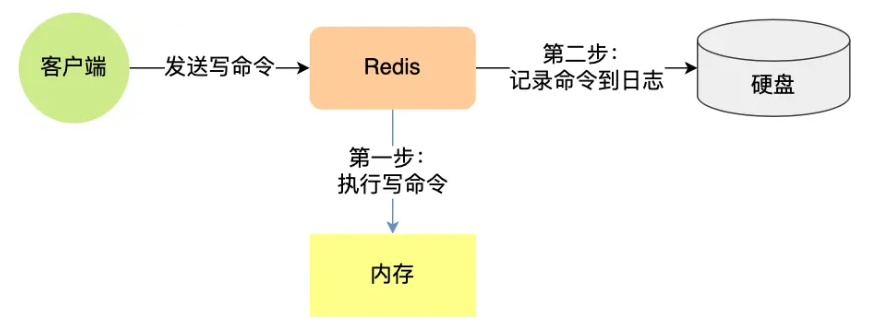 客户端
发送写命令
Redis
第二步：
记录命令到日志
硬盘
第一步：
执行写命令
内存